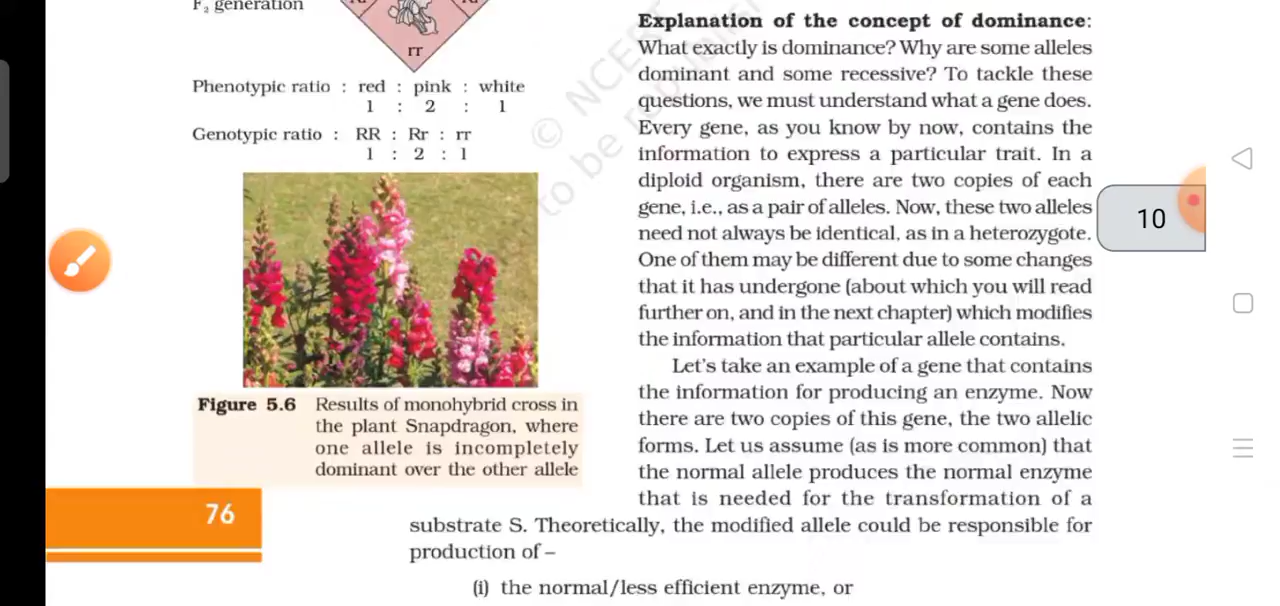 F₂ generation
rr
Phenotypic ratio : red : pink : white
1 : 2 : 1
Genotypic ratio : RR : Rr : rr
1 : 2 : 1
Figure 5.6 Results of monohybrid cross in
the plant Snapdragon, where
one allele is incompletely
dominant over the other allele
76
Explanation of the concept of dominance:
What exactly is dominance? Why are some alleles
dominant and some recessive? To tackle these
questions, we must understand what a gene does.
Every gene, as you know by now, contains the
information to express a particular trait. In a
diploid organism, there are two copies of each
gene, i.e., as a pair of alleles. Now, these two alleles
need not always be identical, as in a heterozygote.
One of them may be different due to some changes
that it has undergone (about which you will read
further on, and in the next chapter) which modifies
the information that particular allele contains.
Let's take an example of a gene that contains
the information for producing an enzyme. Now
there are two copies of this gene, the two allelic
forms. Let us assume (as is more common) that
the normal allele produces the normal enzyme
that is needed for the transformation of a
substrate S. Theoretically, the modified allele could be responsible for
production of –
(i) the normal/less efficient enzyme, or
© NCERT
to be
10